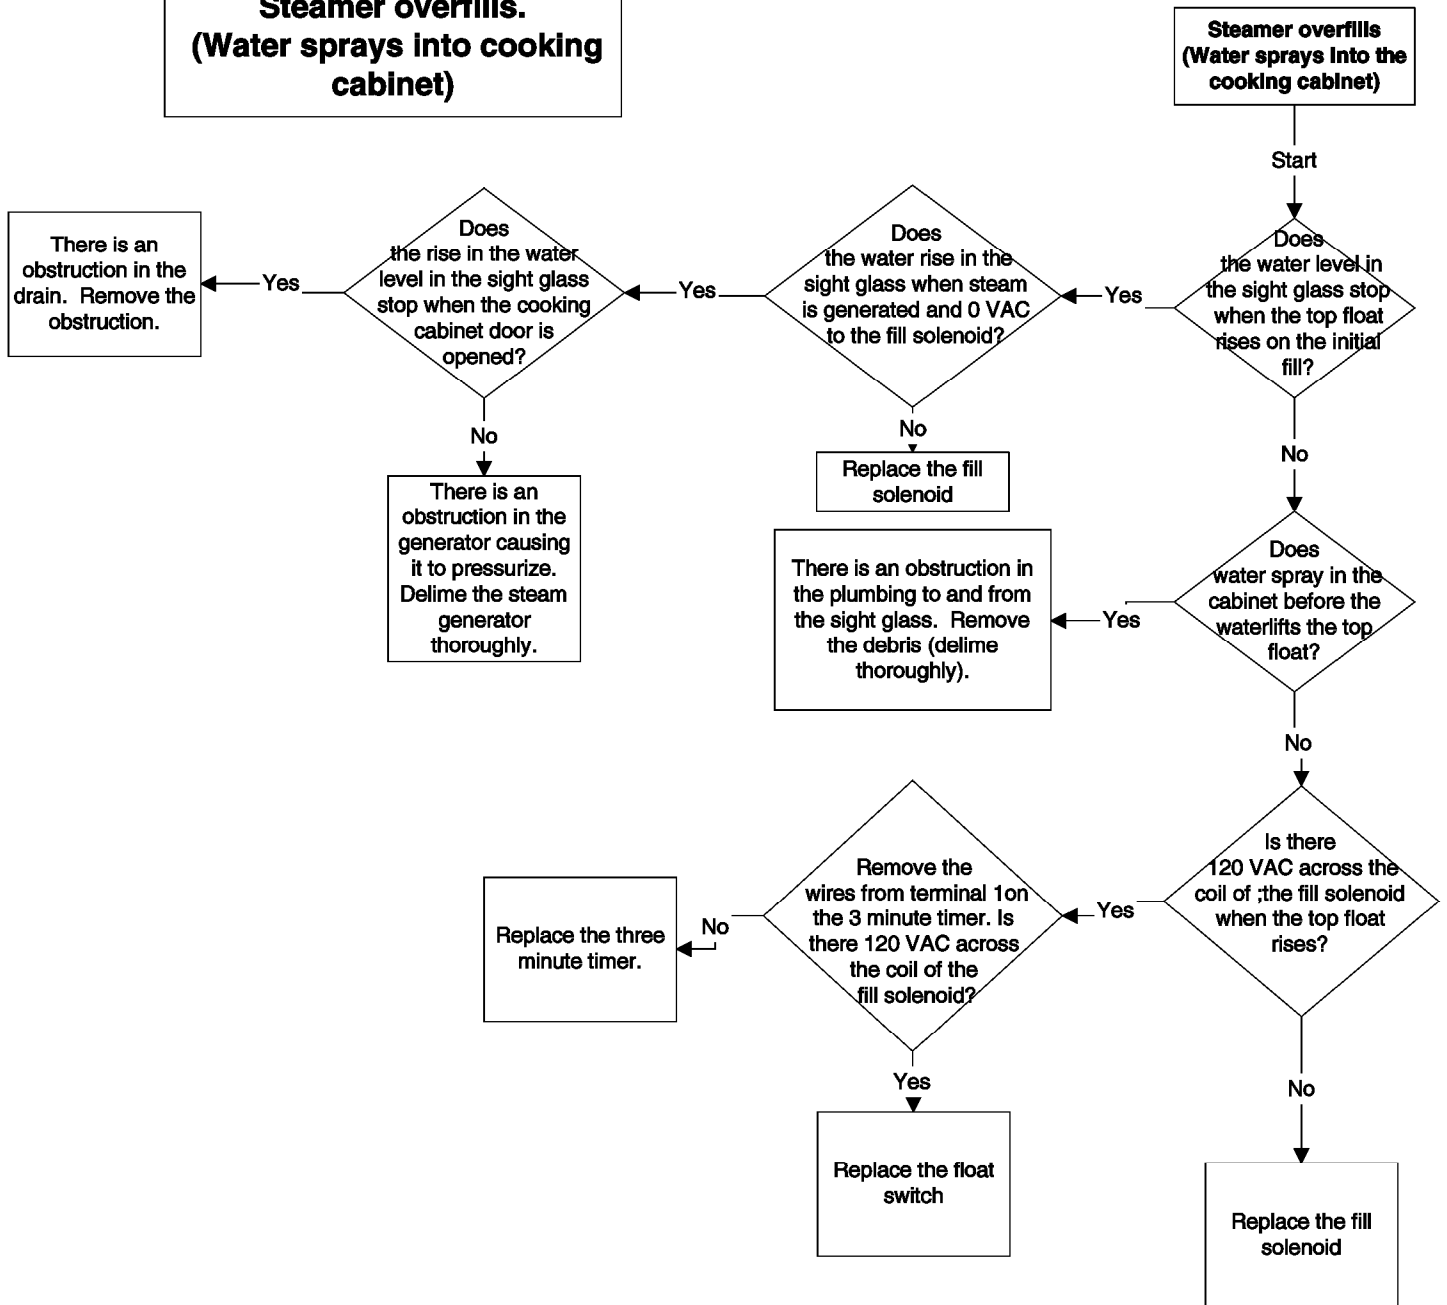 Steamer overfills.
(Water sprays into cooking
cabinet)
Steamer overfills
(Water sprays into the
cooking cabinet)
Start
Does
the water level in
the sight glass stop
when the top float
rises on the initial
fill?
Yes
Does
the water rise in the
sight glass when steam
is generated and 0 VAC
to the fill solenoid?
Yes
Does
the rise in the water
level in the sight glass
stop when the cooking
cabinet door is
opened?
Yes
There is an
obstruction in the
drain. Remove the
obstruction.
No
There is an
obstruction in the
generator causing
it to pressurize.
Delime the steam
generator
thoroughly.
No
Replace the fill
solenoid
No
Does
water spray in the
cabinet before the
waterlifts the top
float?
Yes
There is an obstruction in
the plumbing to and from
the sight glass. Remove
the debris (delime
thoroughly).
No
Is there
120 VAC across the
coil of ;the fill solenoid
when the top float
rises?
Yes
Remove the
wires from terminal 1on
the 3 minute timer. Is
there 120 VAC across
the coil of the
fill solenoid?
No
Replace the three
minute timer.
Yes
Replace the float
switch
No
Replace the fill
solenoid